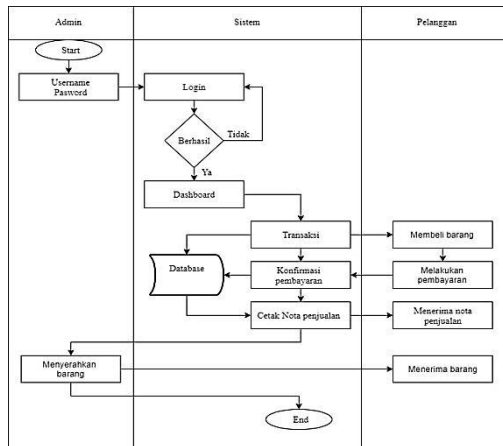 Admin
Sistem
Pelanggan
Start
Username
Pasword
Login
Berhasil
Tidak
Ya
Dashboard
Transaksi
Membeli barang
Database
Konfirmasi
pembayaran
Melakukan
pembayaran
Cetak Nota penjualan
Menerima nota
penjualan
Menyerahkan
barang
Menerima barang
End